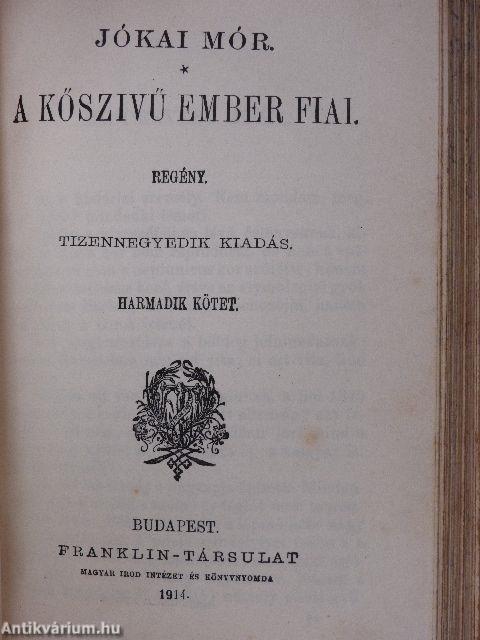 JÓKAI MÓR.
*
A KŐSZIVŰ EMBER FIAI.
REGÉNY.
TIZENNEGYEDIK KIADÁS.
HARMADIK KÖTET.
BUDAPEST.
FRANKLIN-TÁRSULAT
MAGYAR IROD INTÉZET ÉS KÖNYVNYOMDA
1914.
Antikvárium.hu